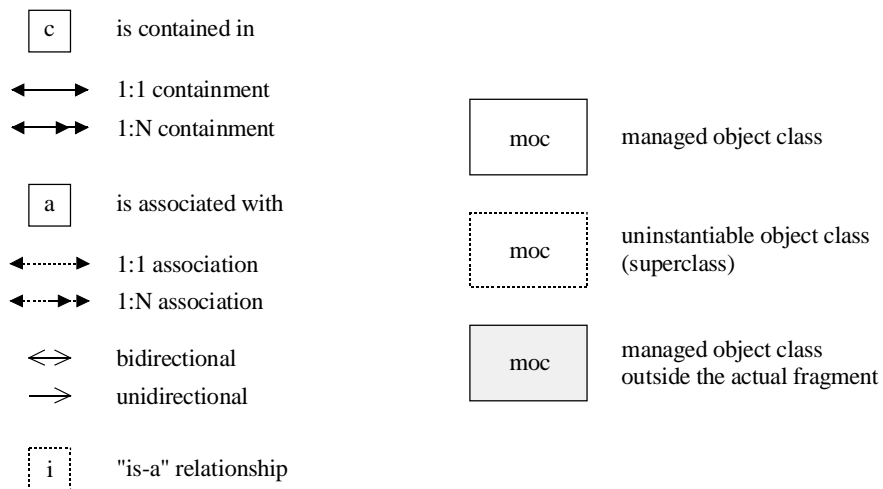 c is contained in
1:1 containment
1:N containment
a is associated with
1:1 association
1:N association
bidirectional
unidirectional
i "is-a" relationship
moc managed object class
moc uninstantiable object class
(superclass)
moc managed object class
outside the actual fragment